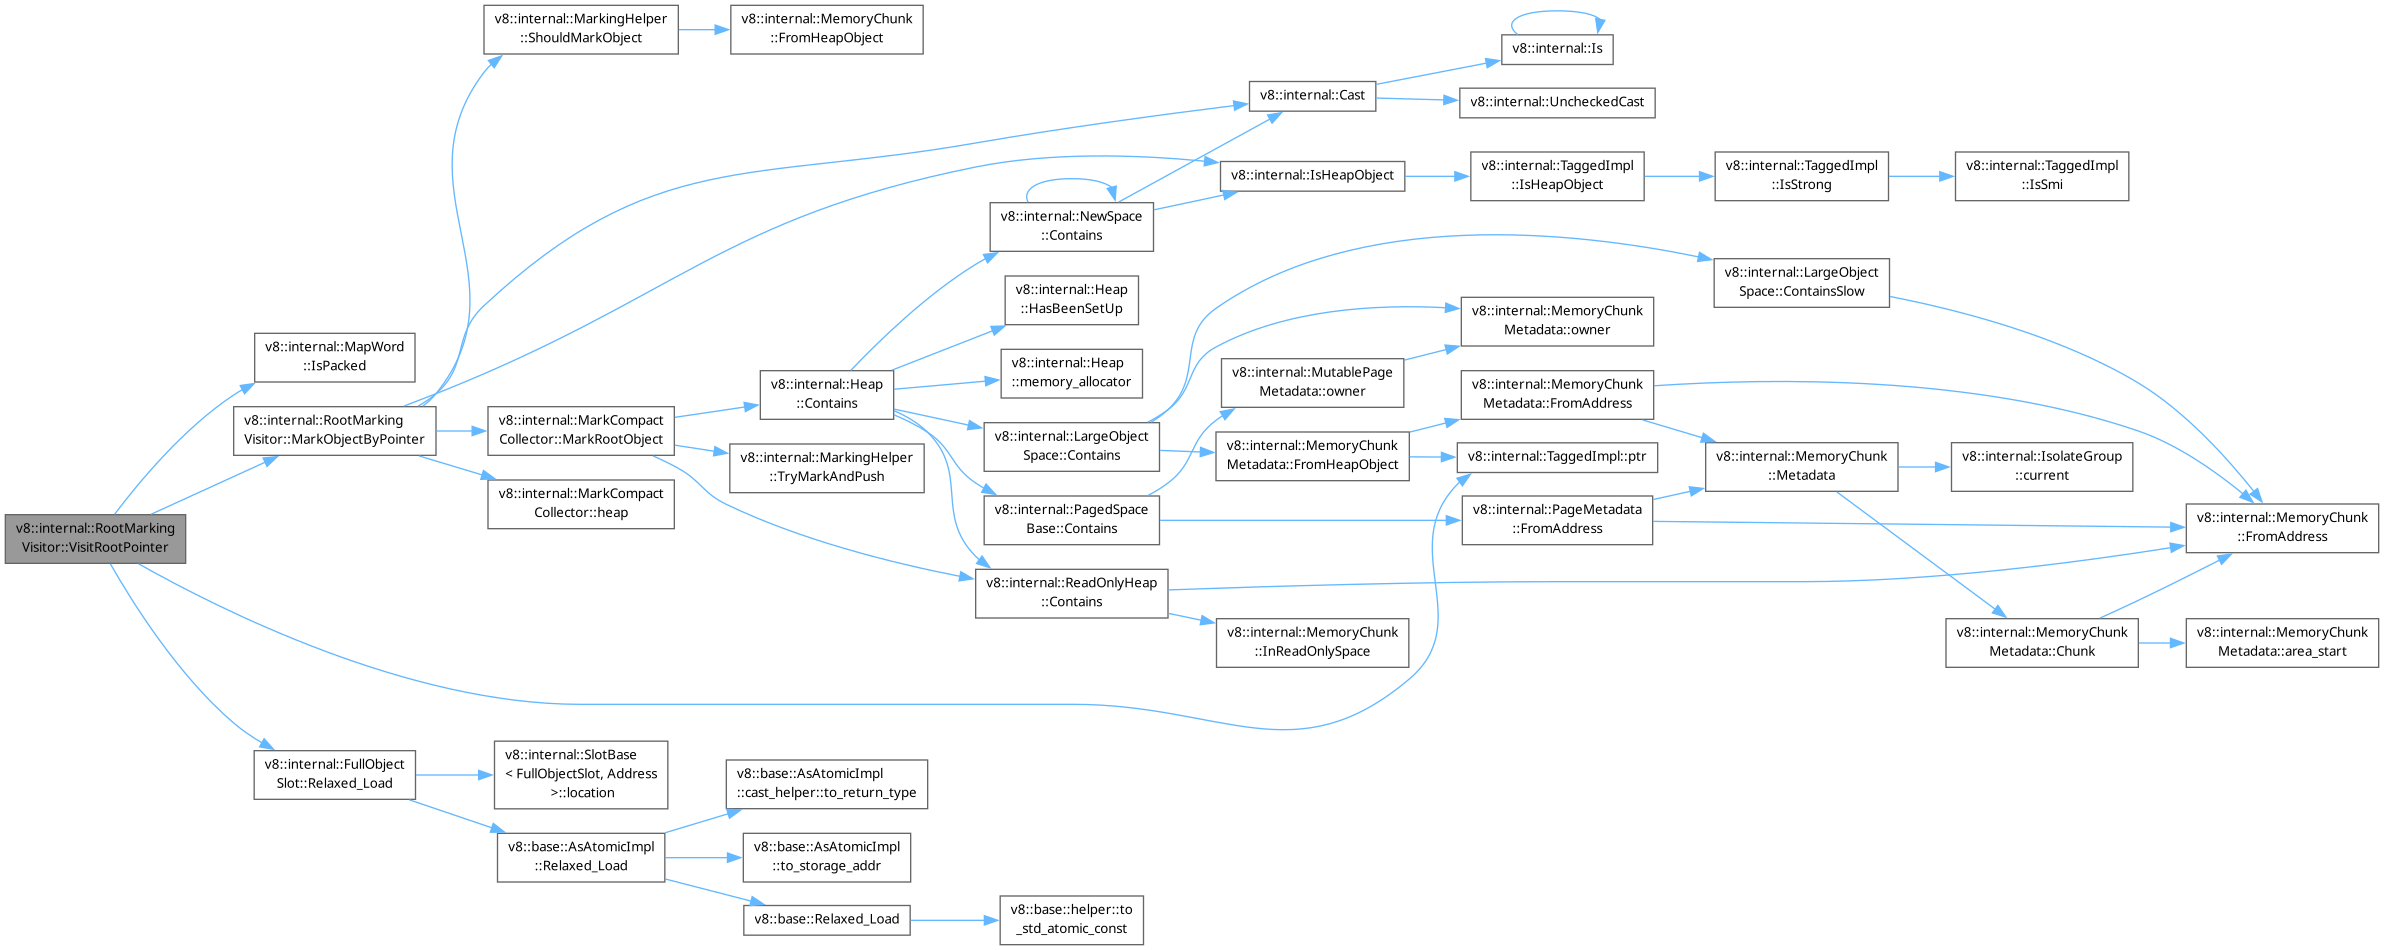 v8::internal::RootMarking
Visitor::VisitRootPointer
v8::internal::MapWord
::IsPacked
v8::internal::RootMarking
Visitor::MarkObjectByPointer
v8::internal::MarkingHelper
::ShouldMarkObject
v8::internal::MemoryChunk
::FromHeapObject
v8::internal::MarkCompact
Collector::MarkRootObject
v8::internal::MarkCompact
Collector::heap
v8::internal::Heap
::Contains
v8::internal::MarkingHelper
::TryMarkAndPush
v8::internal::NewSpace
::Contains
v8::internal::Heap
::HasBeenSetUp
v8::internal::Heap
::memory_allocator
v8::internal::LargeObject
Space::Contains
v8::internal::PagedSpace
Base::Contains
v8::internal::ReadOnlyHeap
::Contains
v8::internal::Cast
v8::internal::IsHeapObject
v8::internal::MutablePage
Metadata::owner
v8::internal::MemoryChunk
Metadata::FromHeapObject
v8::internal::MemoryChunk
::InReadOnlySpace
v8::internal::Is
v8::internal::UncheckedCast
v8::internal::TaggedImpl
::IsHeapObject
v8::internal::TaggedImpl
::IsStrong
v8::internal::TaggedImpl
::IsSmi
v8::internal::LargeObject
Space::ContainsSlow
v8::internal::MemoryChunk
Metadata::owner
v8::internal::MemoryChunk
Metadata::FromAddress
v8::internal::TaggedImpl::ptr
v8::internal::PageMetadata
::FromAddress
v8::internal::MemoryChunk
::Metadata
v8::internal::IsolateGroup
::current
v8::internal::MemoryChunk
::FromAddress
v8::internal::MemoryChunk
Metadata::Chunk
v8::internal::MemoryChunk
Metadata::area_start
v8::internal::FullObject
Slot::Relaxed_Load
v8::internal::SlotBase
< FullObjectSlot, Address
>::location
v8::base::AsAtomicImpl
::Relaxed_Load
v8::base::AsAtomicImpl
::cast_helper::to_return_type
v8::base::AsAtomicImpl
::to_storage_addr
v8::base::Relaxed_Load
v8::base::helper::to
_std_atomic_const